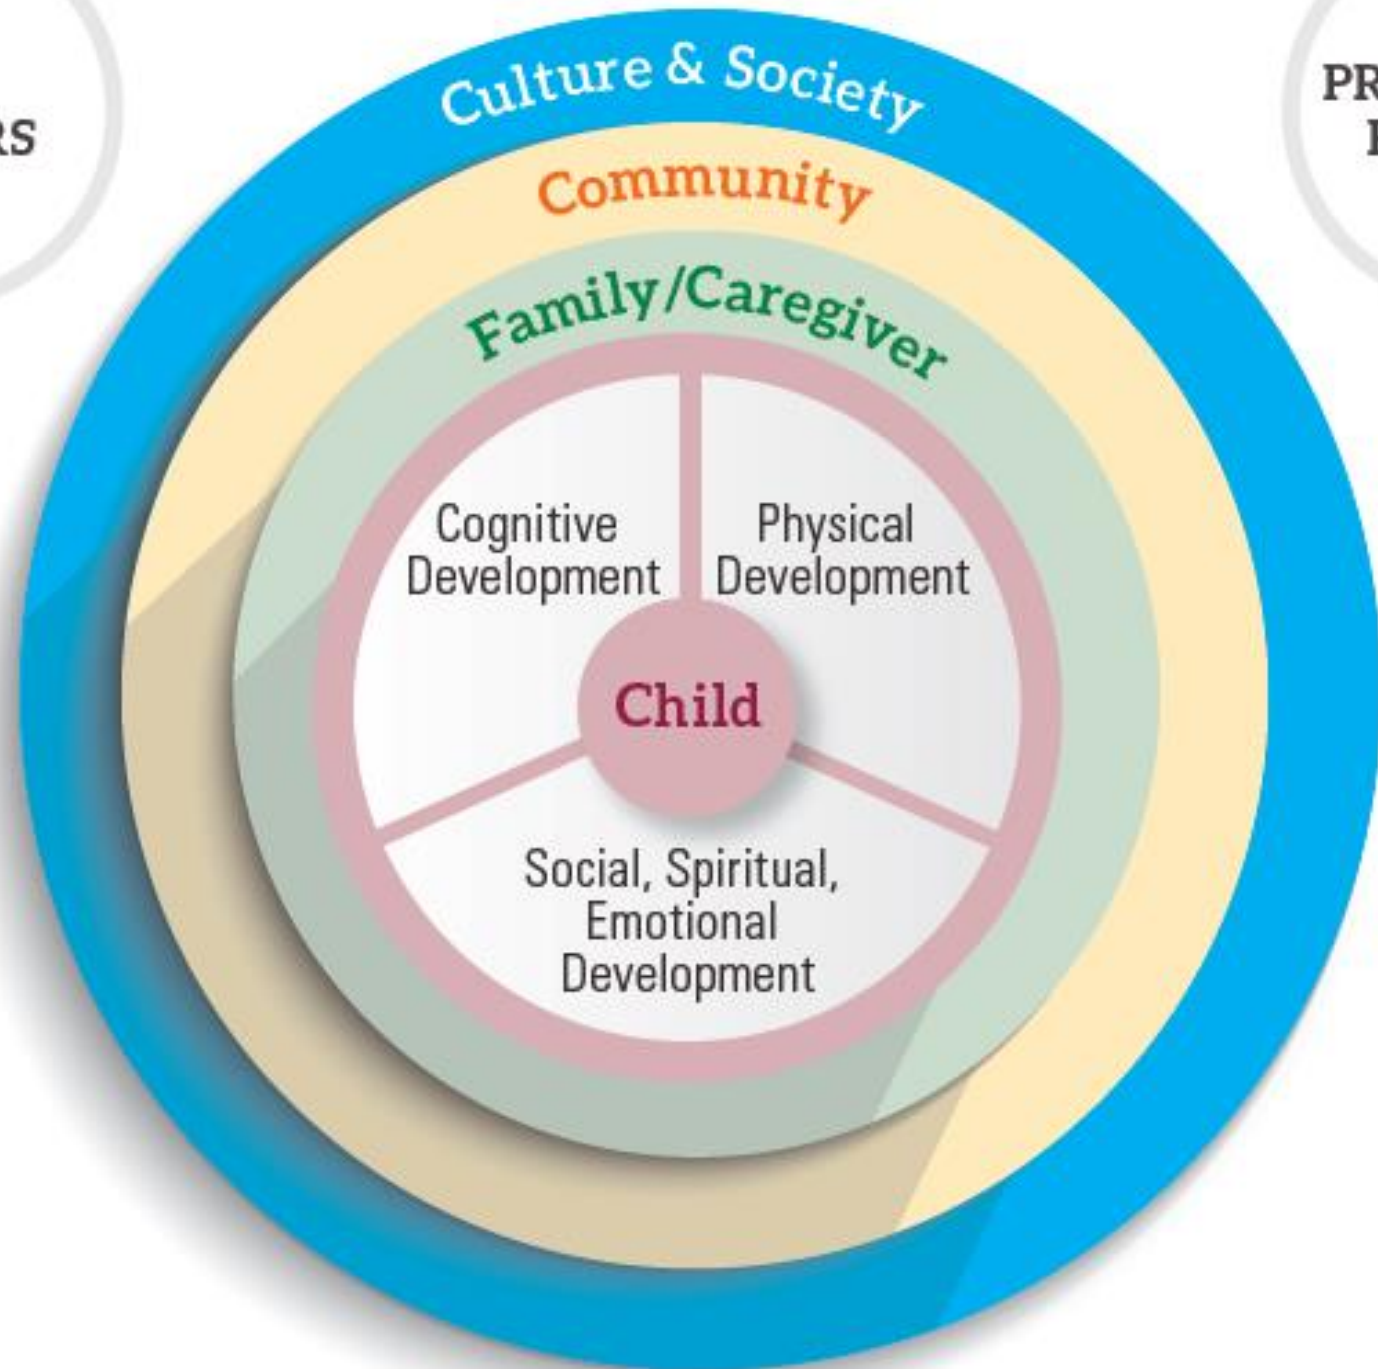 Culture & Society
Community
Family/Caregiver
Cognitive
Development
Physical
Development
Child
Social, Spiritual,
Emotional
Development